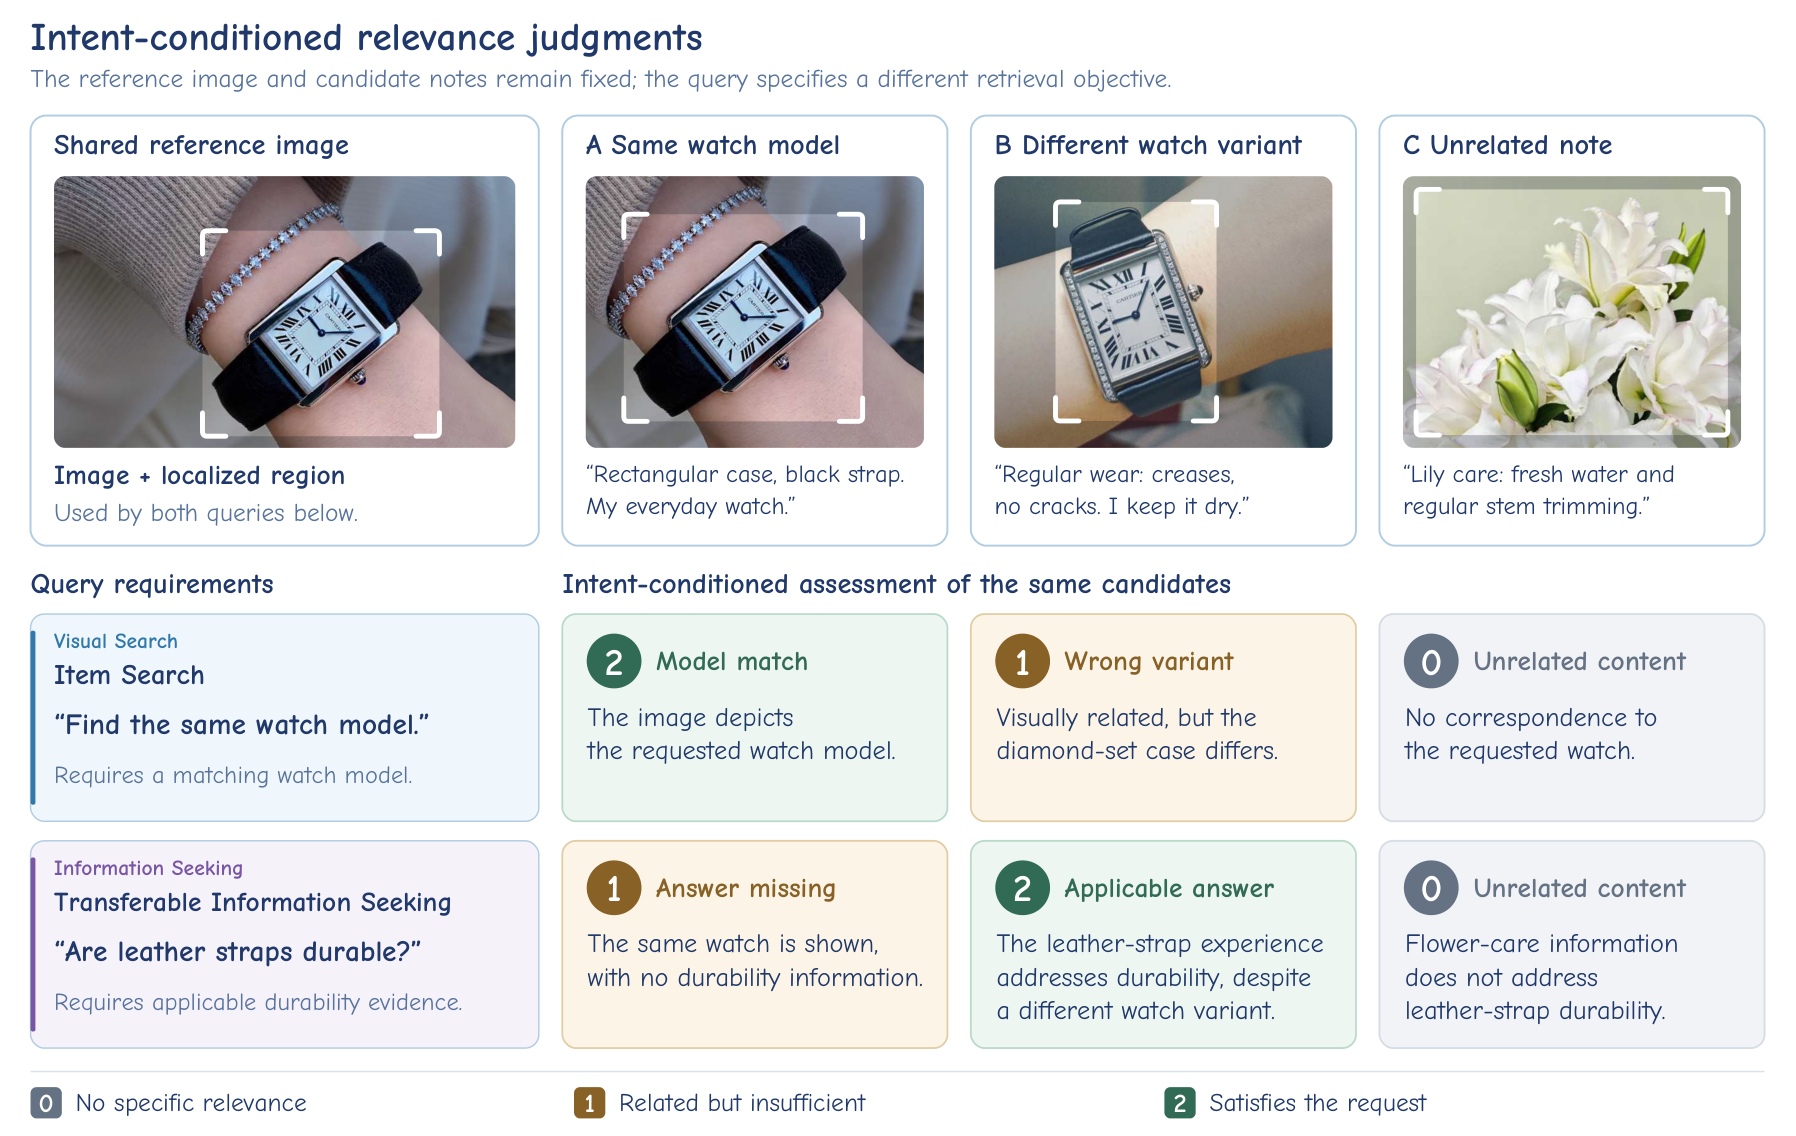 Intent-conditioned relevance judgments
The reference image and candidate notes remain fixed; the query specifies a different retrieval objective.
Shared reference image
CARTIER
Image + localized region
Used by both queries below.
A Same watch model
CARTIER
“Rectangular case, black strap.
My everyday watch.”
B Different watch variant
CARTIER
“Regular wear: creases,
no cracks. I keep it dry.”
C Unrelated note
“Lily care: fresh water and
regular stem trimming.”
Query requirements
Intent-conditioned assessment of the same candidates
Visual Search
Item Search
“Find the same watch model.”
Requires a matching watch model.
2 Model match
The image depicts
the requested watch model.
1 Wrong variant
Visually related, but the
diamond-set case differs.
0 Unrelated content
No correspondence to
the requested watch.
Information Seeking
Transferable Information Seeking
“Are leather straps durable?”
Requires applicable durability evidence.
1 Answer missing
The same watch is shown,
with no durability information.
2 Applicable answer
The leather-strap experience
addresses durability, despite
a different watch variant.
0 Unrelated content
Flower-care information
does not address
leather-strap durability.
0 No specific relevance
1 Related but insufficient
2 Satisfies the request